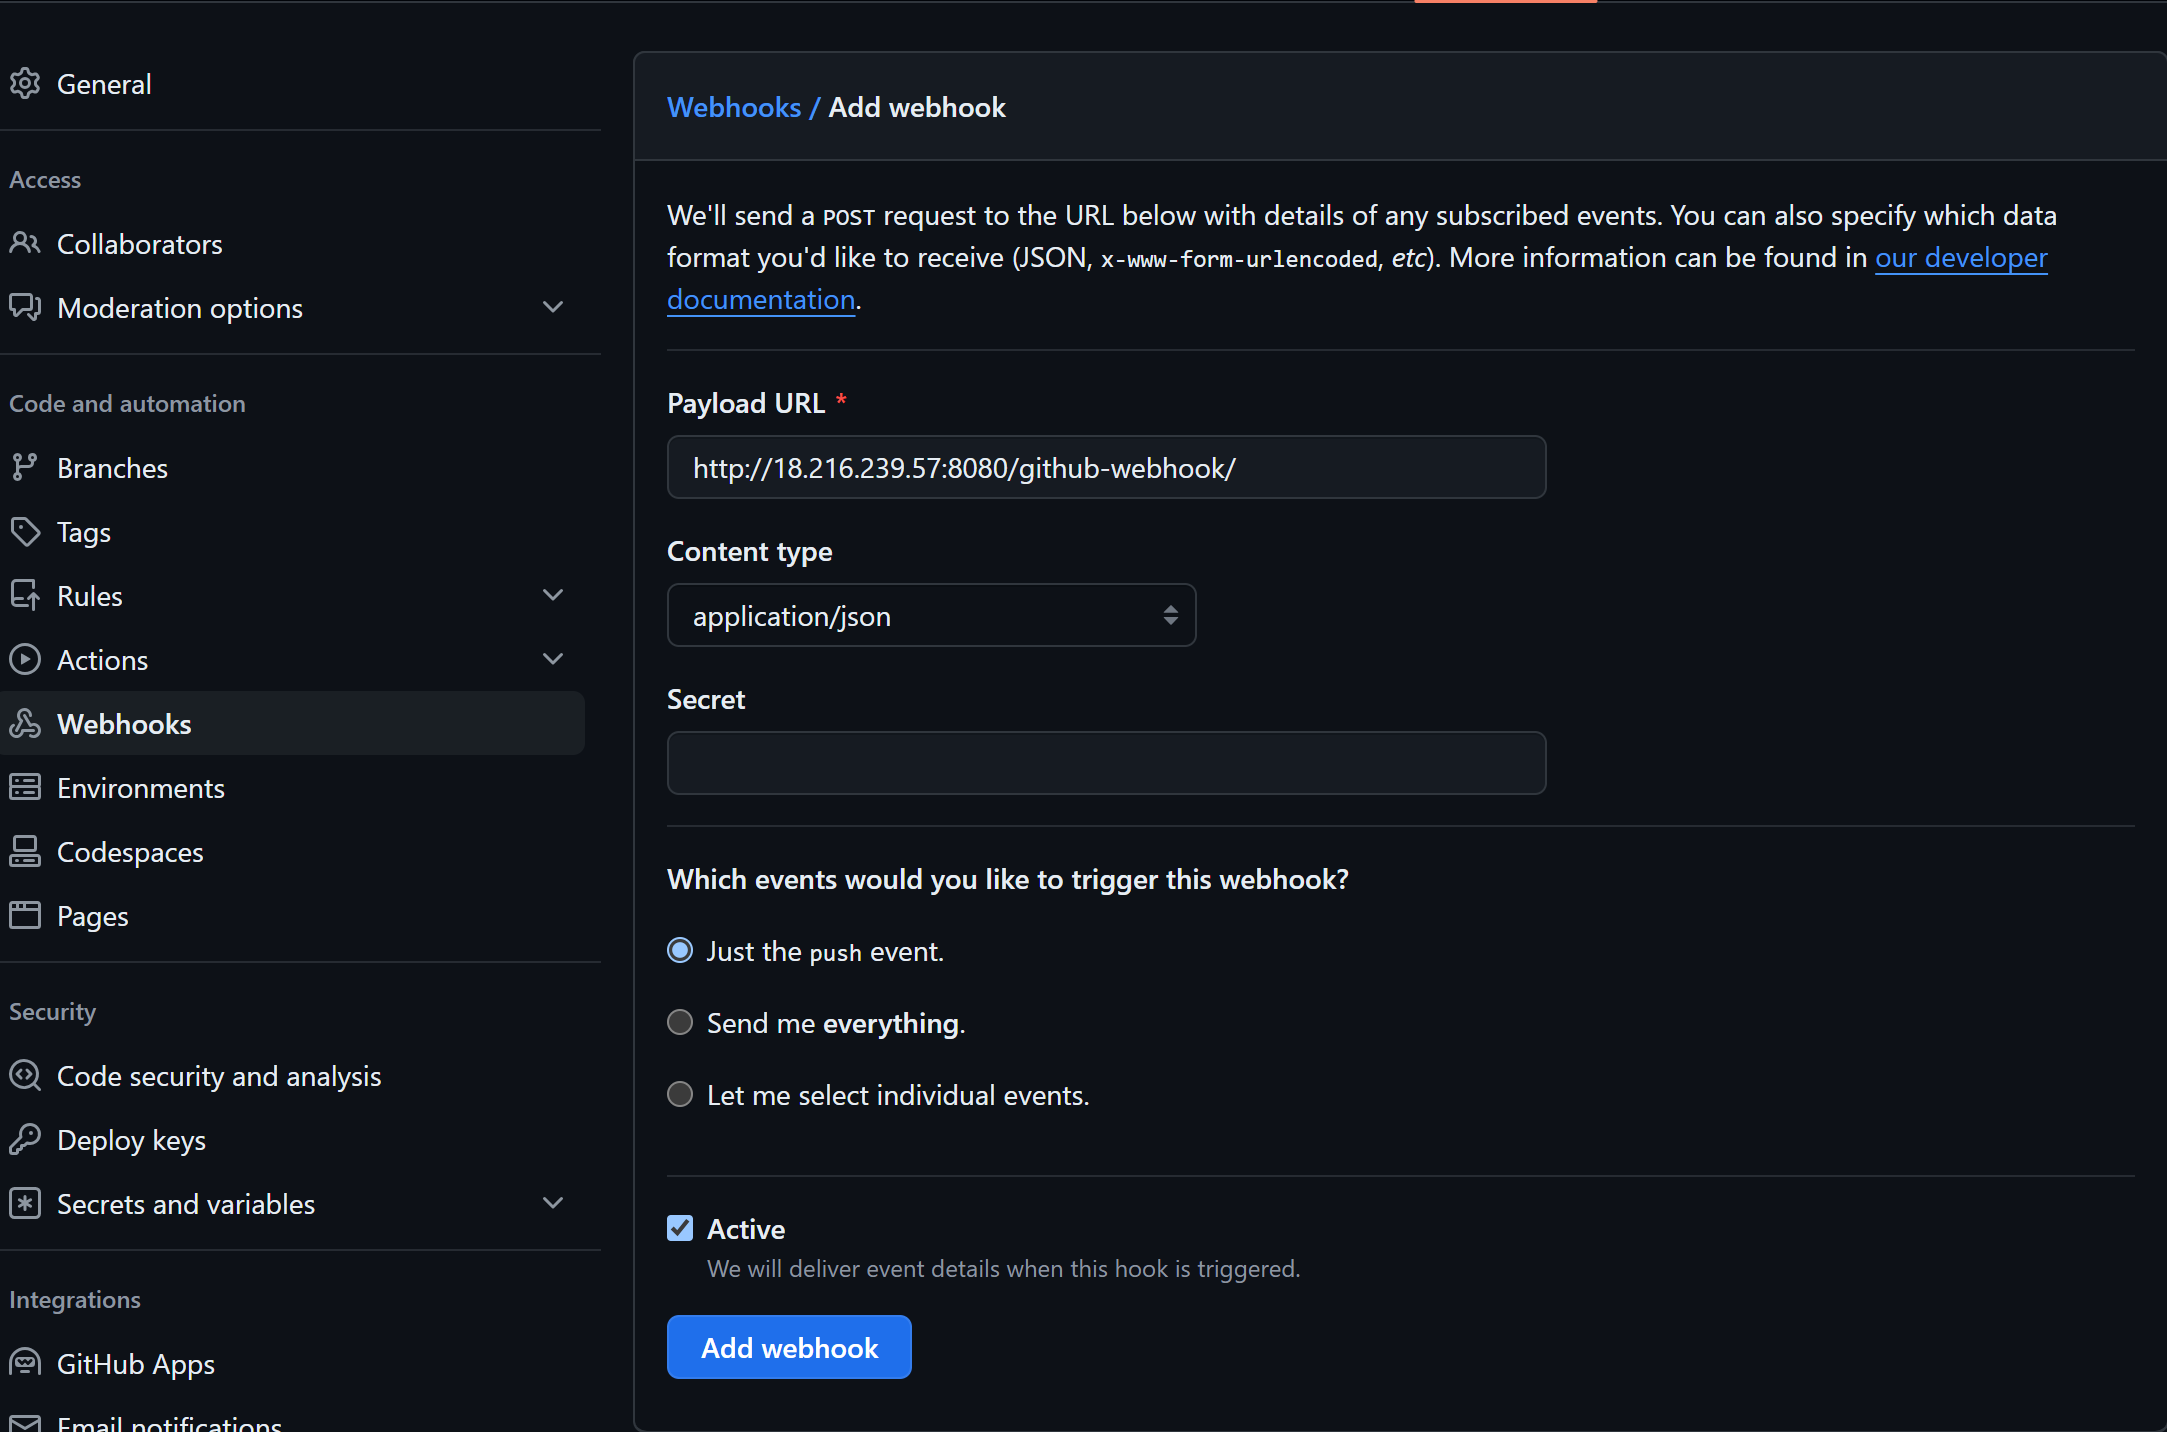 General
Access
Collaborators
Moderation options
Code and automation
Branches
Tags
Rules
Actions
Webhooks
Environments
Codespaces
Pages
Security
Code security and analysis
Deploy keys
Secrets and variables
Integrations
GitHub Apps
Email notifications
Webhooks / Add webhook
We'll send a POST request to the URL below with details of any subscribed events. You can also specify which data
format you'd like to receive (JSON, x-www-form-urlencoded, etc). More information can be found in our developer
documentation.
Payload URL *
http://18.216.239.57:8080/github-webhook/
Content type
application/json
Secret
Which events would you like to trigger this webhook?
Just the push event.
Send me everything.
Let me select individual events.
Active
We will deliver event details when this hook is triggered.
Add webhook